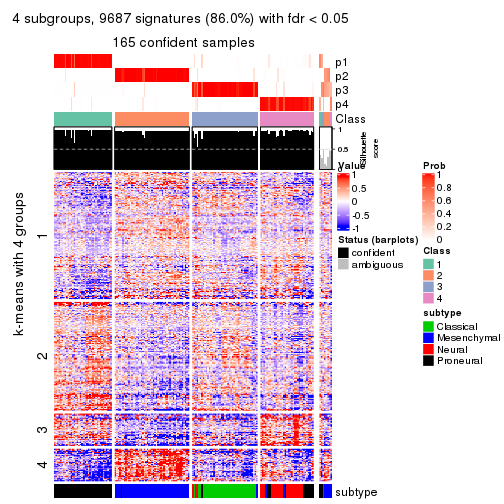 4 subgroups, 9687 signatures (86.0%) with fdr < 0.05
165 confident samples
p1
p2
p3
p4
Class
1
0.5
0
Silhouette
score
k-means with 4 groups
1
2
3
4
subtype
Value
1
0.5
0
-0.5
-1
Status (barplots)
confident
ambiguous
Prob
1
0.8
0.6
0.4
0.2
0
Class
1
2
3
4
subtype
Classical
Mesenchymal
Neural
Proneural